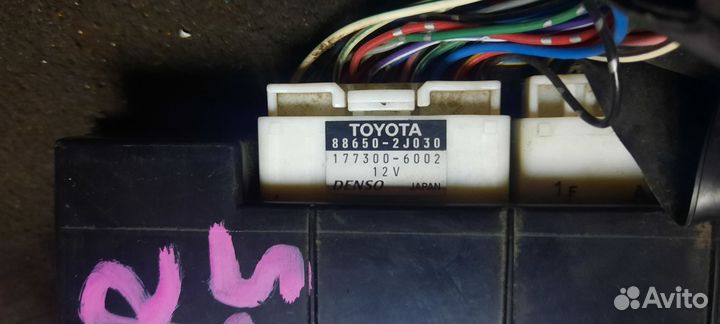 TOYOTA
88650-2J030
177300-6002
12V
DENSO JAPAN
1F A
Avito